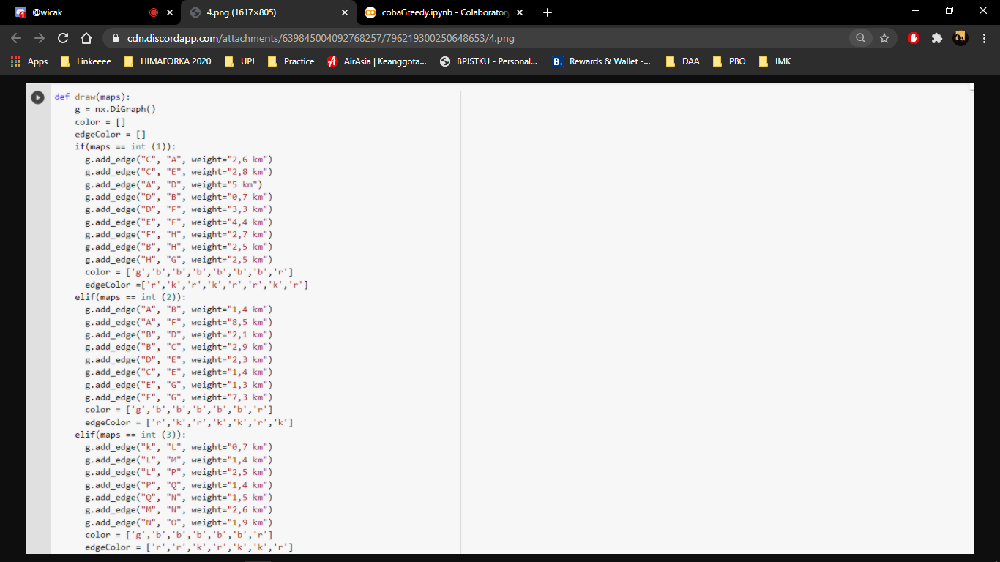 @wicak
4.png (1617×805)
cobaGreedy.ipynb - Colaboratory
cdn.discordapp.com/attachments/639845004092768257/796219300250648653/4.png
Apps
Linkeeee
HIMAFORKA 2020
UPJ
Practice
AirAsia | Keanggota...
BPJSTKU - Personal...
B.
Rewards & Wallet -...
DAA
PBO
IMK
def draw(maps):
g = nx.DiGraph()
color = []
edgeColor = []
if(maps == int (1)):
g.add_edge("C", "A", weight="2,6 km")
g.add_edge("C", "E", weight="2,8 km")
g.add_edge("A", "D", weight="5 km")
g.add_edge("D", "B", weight="0,7 km")
g.add_edge("D", "F", weight="3,3 km")
g.add_edge("E", "F", weight="4,4 km")
g.add_edge("F", "H", weight="2,7 km")
g.add_edge("B", "H", weight="2,5 km")
g.add_edge("H", "G", weight="2,5 km")
color = ['g','b','b','b','b','b','b','r']
edgeColor =['r','k','r','k','r','r','k','r']
elif(maps == int (2)):
g.add_edge("A", "B", weight="1,4 km")
g.add_edge("A", "F", weight="8,5 km")
g.add_edge("B", "D", weight="2,1 km")
g.add_edge("B", "C", weight="2,9 km")
g.add_edge("D", "E", weight="2,3 km")
g.add_edge("C", "E", weight="1,4 km")
g.add_edge("E", "G", weight="1,3 km")
g.add_edge("F", "G", weight="7,3 km")
color = ['g','b','b','b','b','b','r']
edgeColor = ['r','k','r','k','k','r','k']
elif(maps == int (3)):
g.add_edge("k", "L", weight="0,7 km")
g.add_edge("L", "M", weight="1,4 km")
g.add_edge("L", "P", weight="2,5 km")
g.add_edge("P", "Q", weight="1,4 km")
g.add_edge("Q", "N", weight="1,5 km")
g.add_edge("M", "N", weight="2,6 km")
g.add_edge("N", "O", weight="1,9 km")
color = ['g','b','b','b','b','b','r']
edgeColor = ['r','r','k','r','k','k','r']